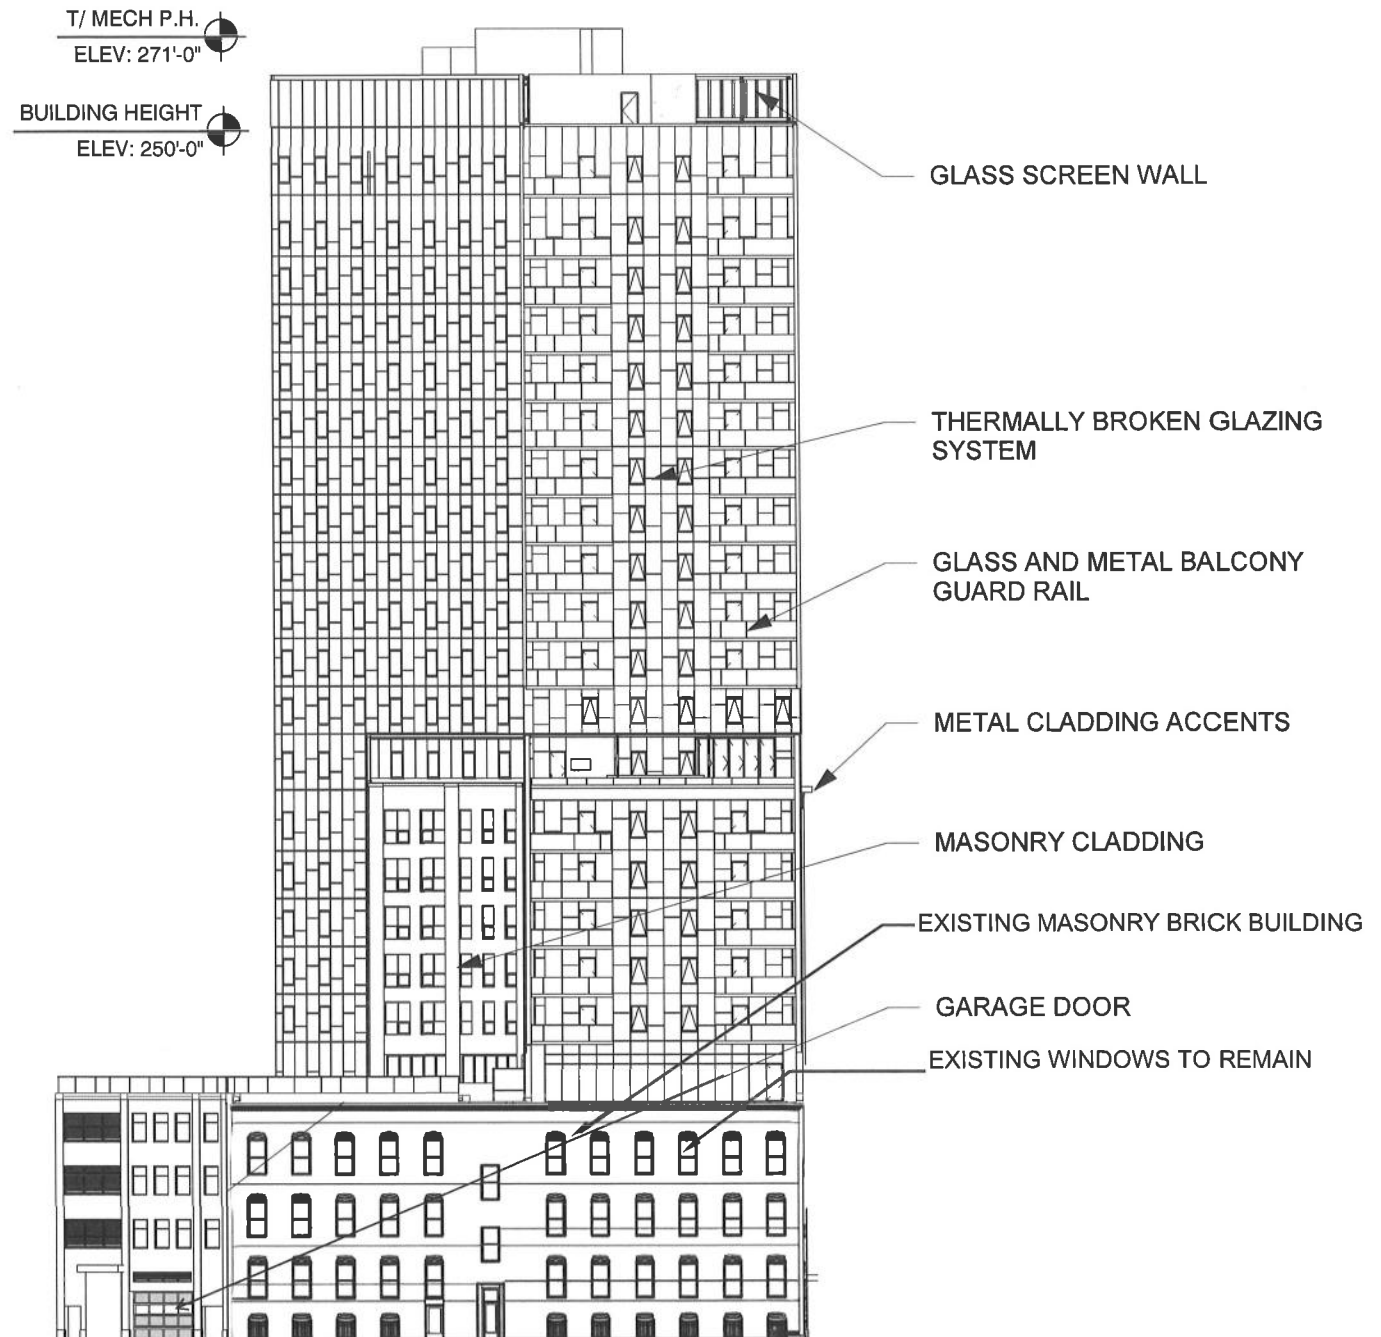 T/ MECH P.H.
ELEV: 271'-0"
BUILDING HEIGHT
ELEV: 250'-0"
GLASS SCREEN WALL
THERMALLY BROKEN GLAZING
SYSTEM
GLASS AND METAL BALCONY
GUARD RAIL
METAL CLADDING ACCENTS
MASONRY CLADDING
EXISTING MASONRY BRICK BUILDING
GARAGE DOOR
EXISTING WINDOWS TO REMAIN